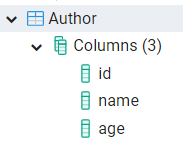 Author
Columns (3)
id
name
age